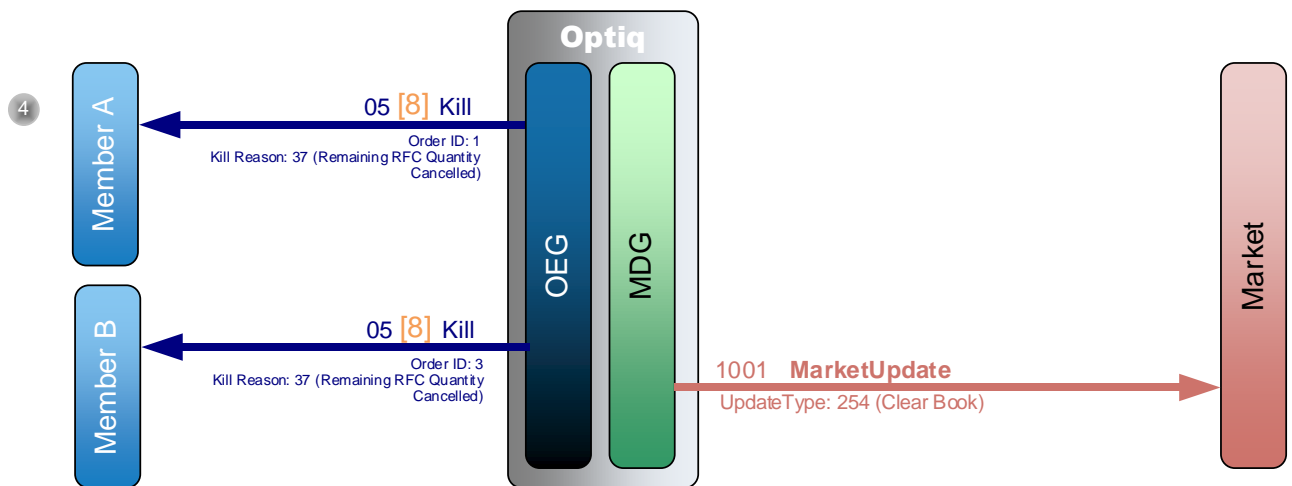 Optiq
4
Member A
05 [8] Kill
Order ID: 1
Kill Reason: 37 (Remaining RFC Quantity
Cancelled)
OEG
MDG
Market
Member B
05 [8] Kill
Order ID: 3
Kill Reason: 37 (Remaining RFC Quantity
Cancelled)
1001 MarketUpdate
UpdateType: 254 (Clear Book)